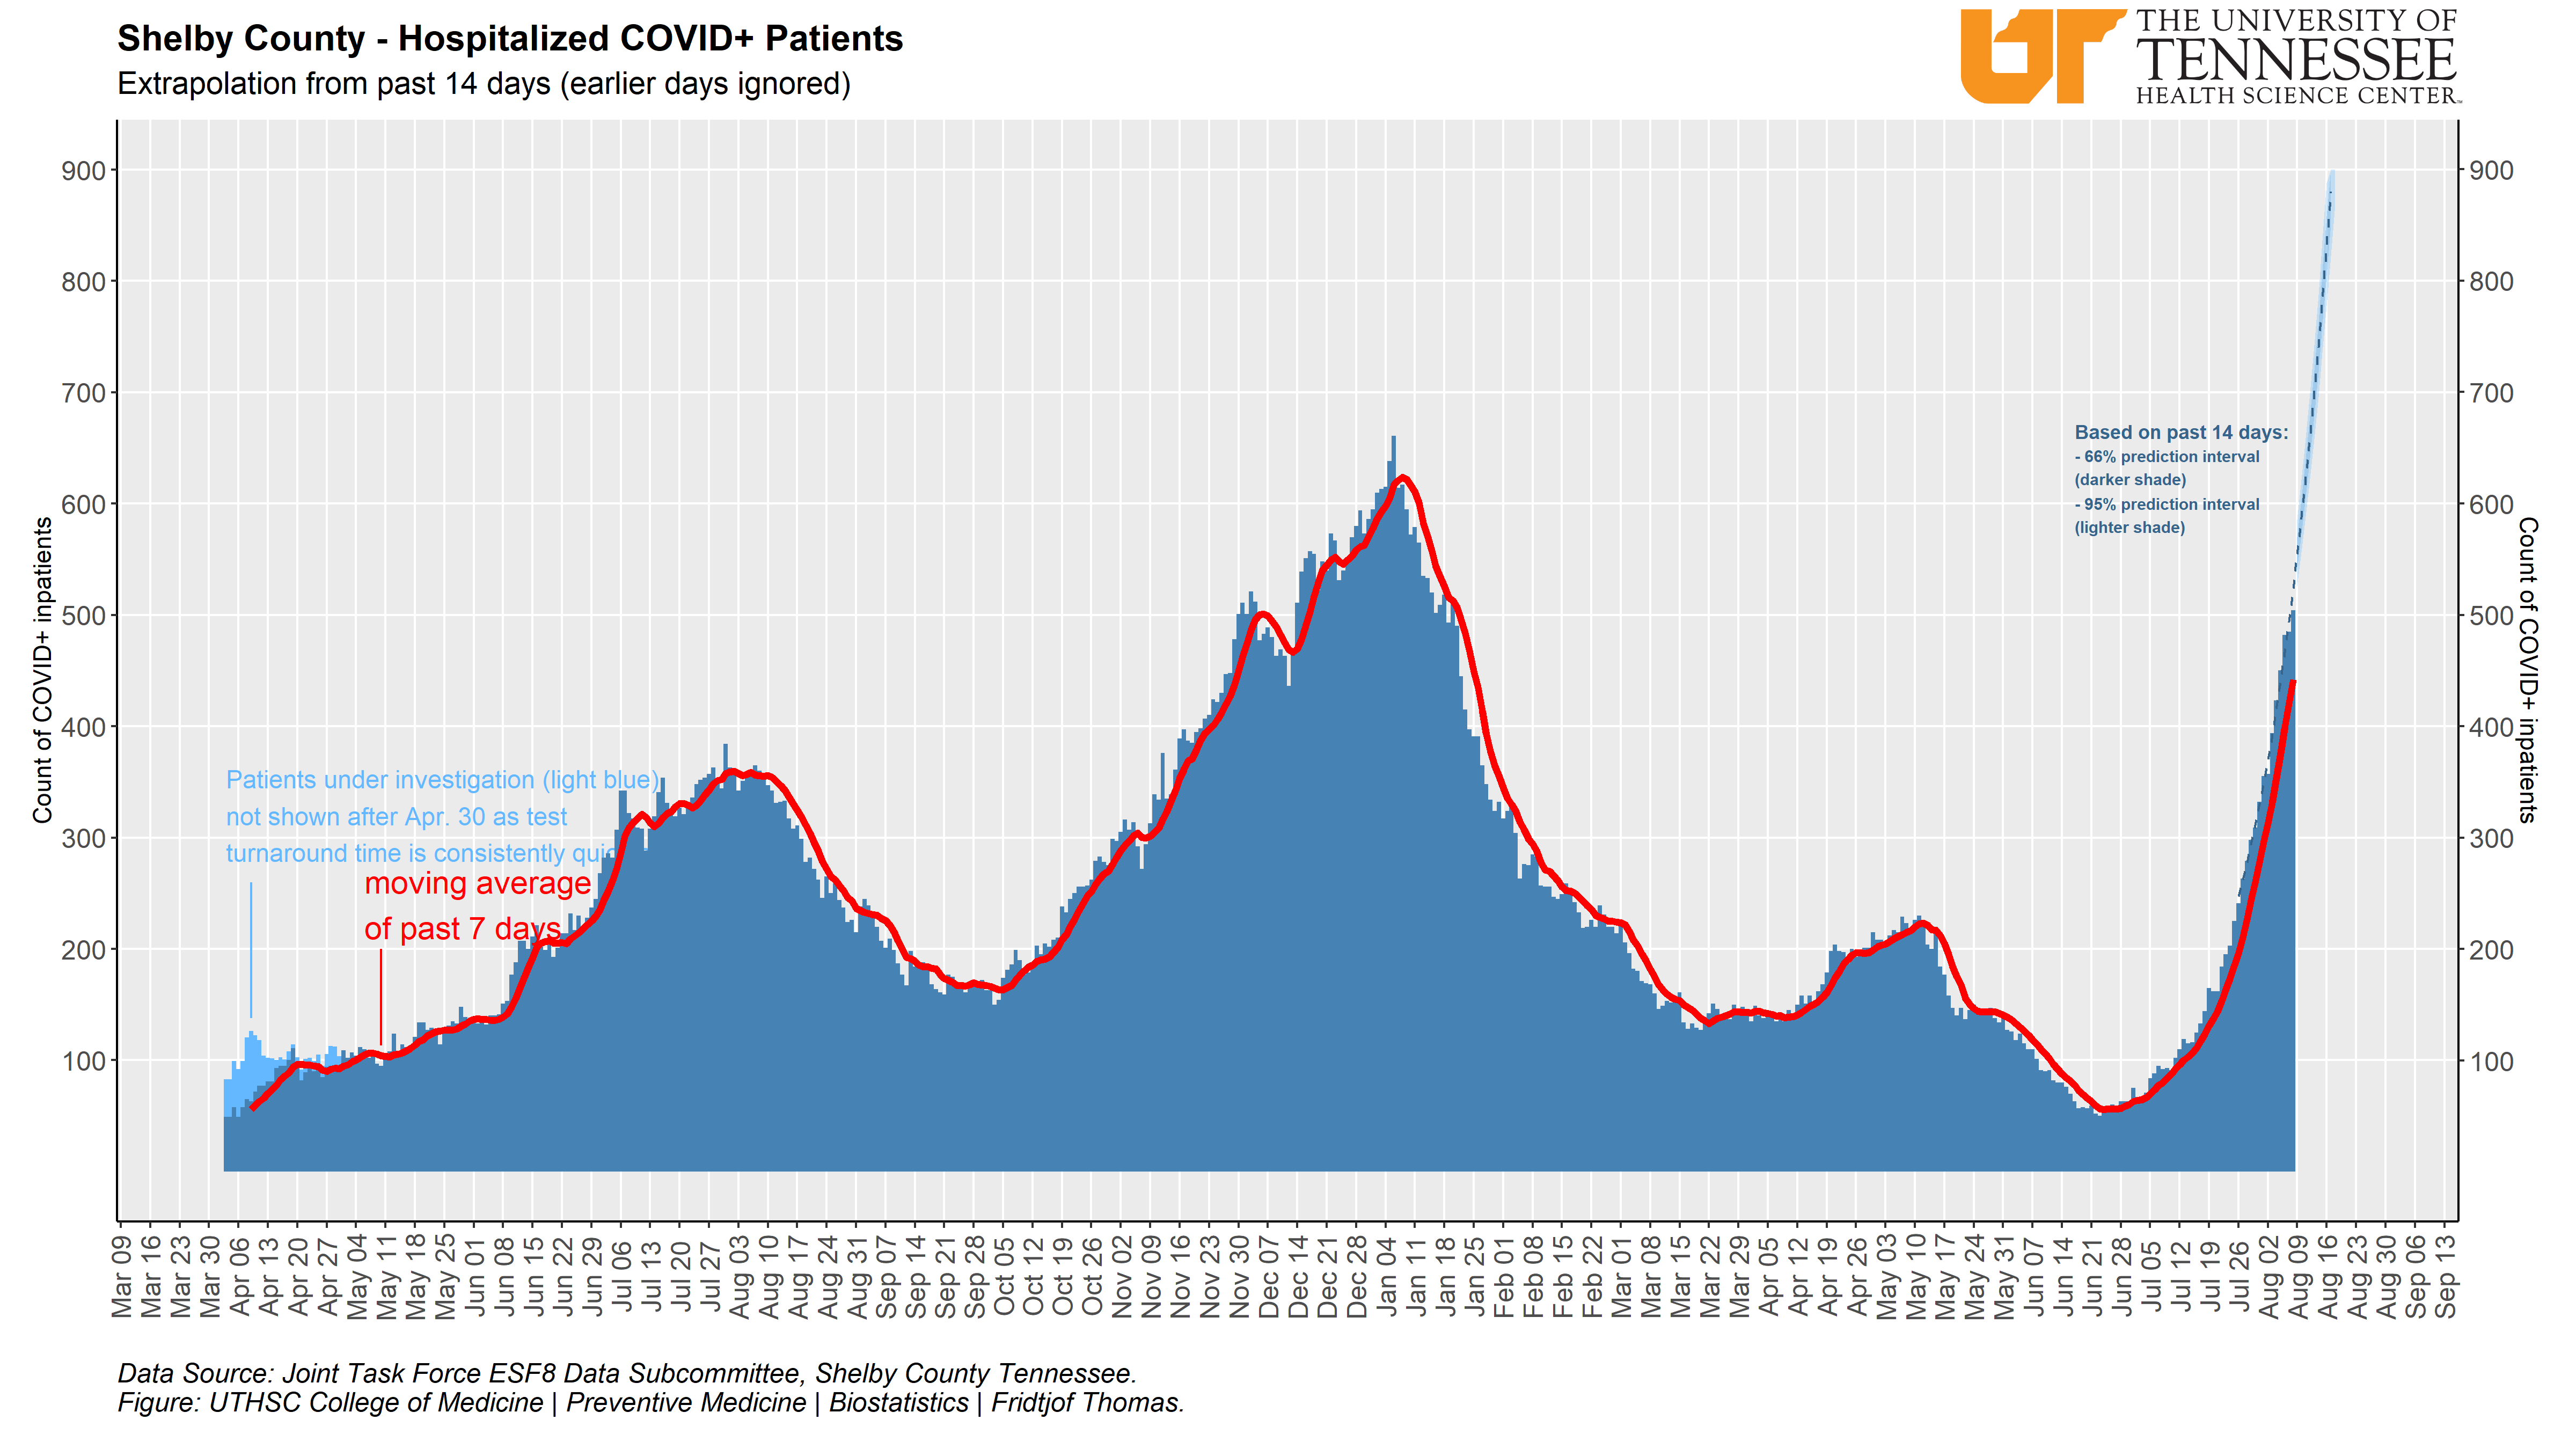 Shelby County - Hospitalized COVID+ Patients
Extrapolation from past 14 days (earlier days ignored)
THE UNIVERSITY OF
TENNESSEE
HEALTH SCIENCE CENTER™
900
800
700
600
500
400
300
200
100
Count of COVID+ inpatients
Patients under investigation (light blue)
not shown after Apr. 30 as test
turnaround time is consistently
moving average
of past 7 days
Based on past 14 days:
- 66% prediction interval
(darker shade)
- 95% prediction interval
(lighter shade)
900
800
700
600
500
400
300
200
100
Count of COVID+ inpatients
Mar 09
Mar 16
Mar 23
Mar 30
Apr 06
Apr 13
Apr 20
Apr 27
May 04
May 11
May 18
May 25
Jun 01
Jun 08
Jun 15
Jun 22
Jun 29
Jul 06
Jul 13
Jul 20
Jul 27
Aug 03
Aug 10
Aug 17
Aug 24
Aug 31
Sep 07
Sep 14
Sep 21
Sep 28
Oct 05
Oct 12
Oct 19
Oct 26
Nov 02
Nov 09
Nov 16
Nov 23
Nov 30
Dec 07
Dec 14
Dec 21
Dec 28
Jan 04
Jan 11
Jan 18
Jan 25
Feb 01
Feb 08
Feb 15
Feb 22
Mar 01
Mar 08
Mar 15
Mar 22
Mar 29
Apr 05
Apr 12
Apr 19
Apr 26
May 03
May 10
May 17
May 24
May 31
Jun 07
Jun 14
Jun 21
Jun 28
Jul 05
Jul 12
Jul 19
Jul 26
Aug 02
Aug 09
Aug 16
Aug 23
Aug 30
Sep 06
Sep 13
Data Source: Joint Task Force ESF8 Data Subcommittee, Shelby County Tennessee.
Figure: UTHSC College of Medicine | Preventive Medicine | Biostatistics | Fridtjof Thomas.